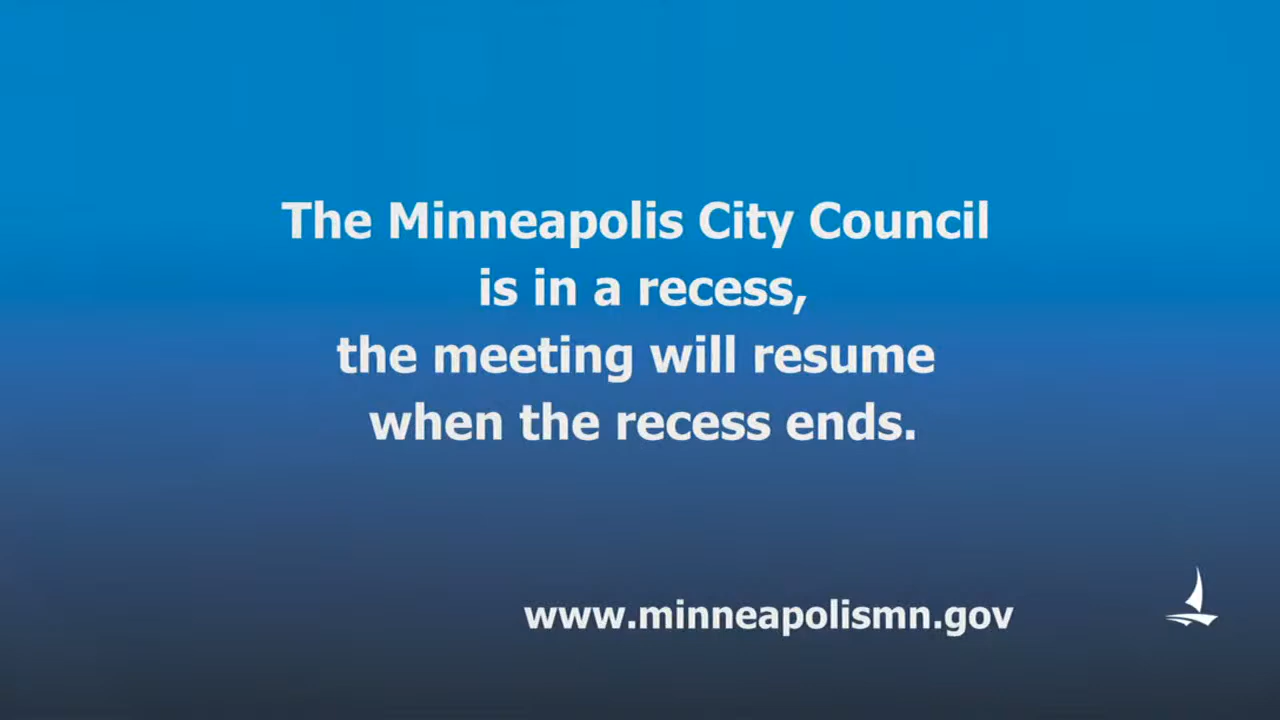 The Minneapolis City Council
is in a recess,
the meeting will resume
when the recess ends.
www.minneapolismn.gov